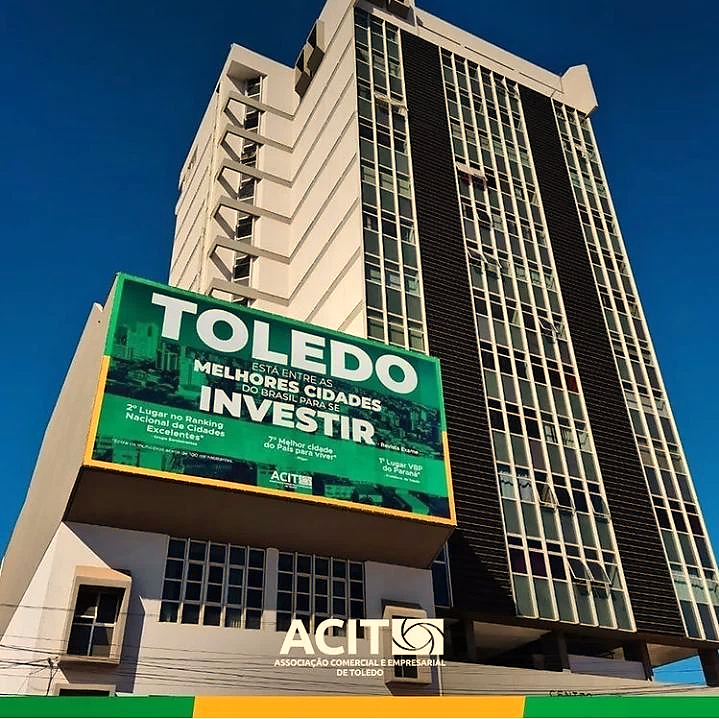 TOLEDO
ESTÁ ENTRE AS
MELHORES CIDADES
DO BRASIL PARA SE
INVESTIR
- Revista Exame
2º Lugar no Ranking
Nacional de Cidades
Excelentes*
7ª Melhor cidade
do País para Viver*
1º Lugar VBP
do Paraná*
ACIT
ACIT
ASSOCIAÇÃO COMERCIAL E EMPRESARIAL
DE TOLEDO